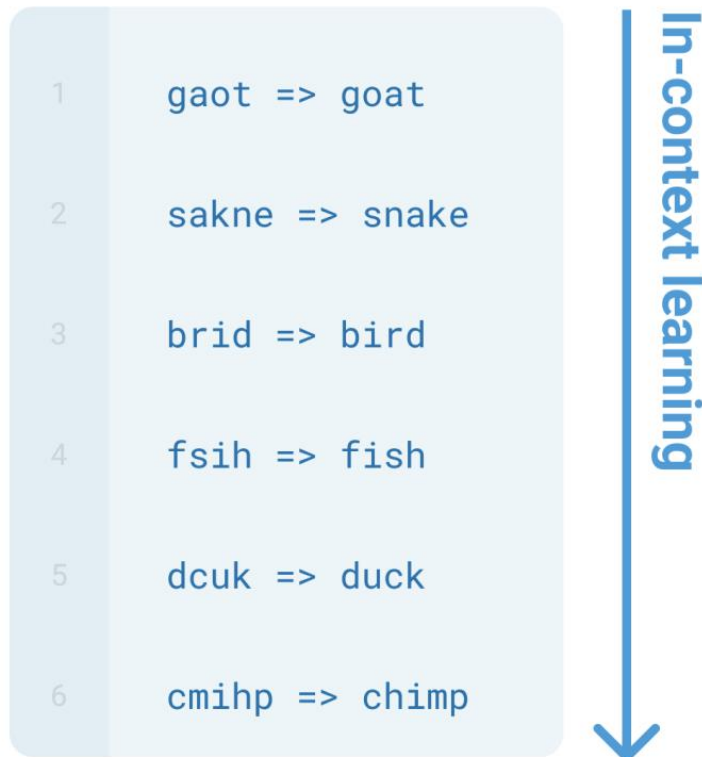 1 gaot => goat
2 sakne => snake
3 brid => bird
4 fsih => fish
5 dcuk => duck
6 cmihp => chimp
In-context learning